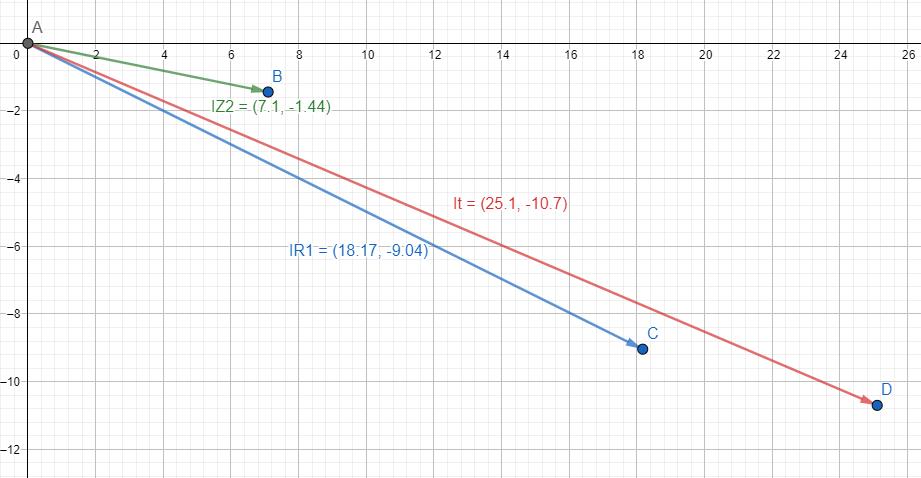 A
0 2 4 6 8 10 12 14 16 18 20 22 24 26
B
IZ2 = (7.1, -1.44)
−2
−4
It = (25.1, -10.7)
−6
IR1 = (18.17, -9.04)
−8
C
−10
D
−12